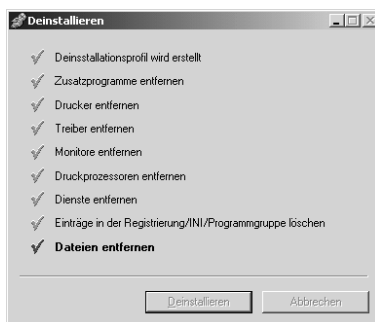 Deinstallieren
Deinsstallationsprofil wird erstellt
Zusatzprogramme entfernen
Drucker entfernen
Treiber entfernen
Monitore entfernen
Druckprozessoren entfernen
Dienste entfernen
Einträge in der Registrierung/INI/Programmgruppe löschen
Dateien entfernen
Deinstallieren Abbrechen